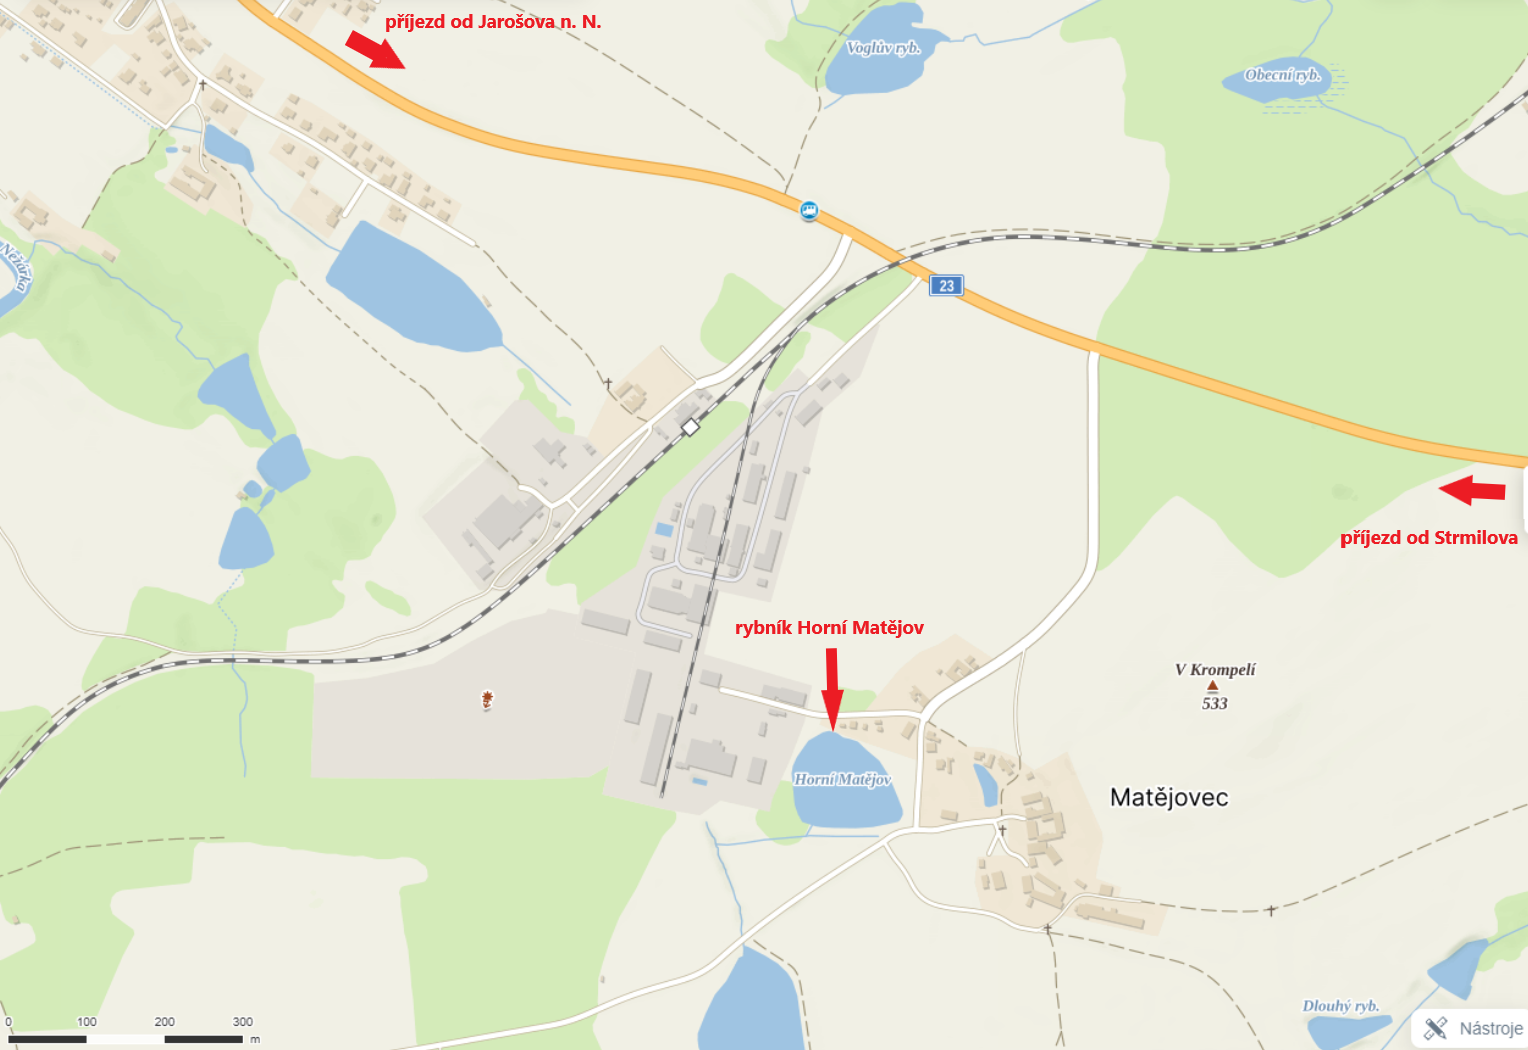 příjezd od Jarošova n. N.
Voglův ryb.
Obecní ryb.
Nežárka
23
příjezd od Strmilova
rybník Horní Matějov
V Krompelí
533
Horní Matějov
Matějovec
Dlouhý ryb.
0 100 200 300
m
Nástroje